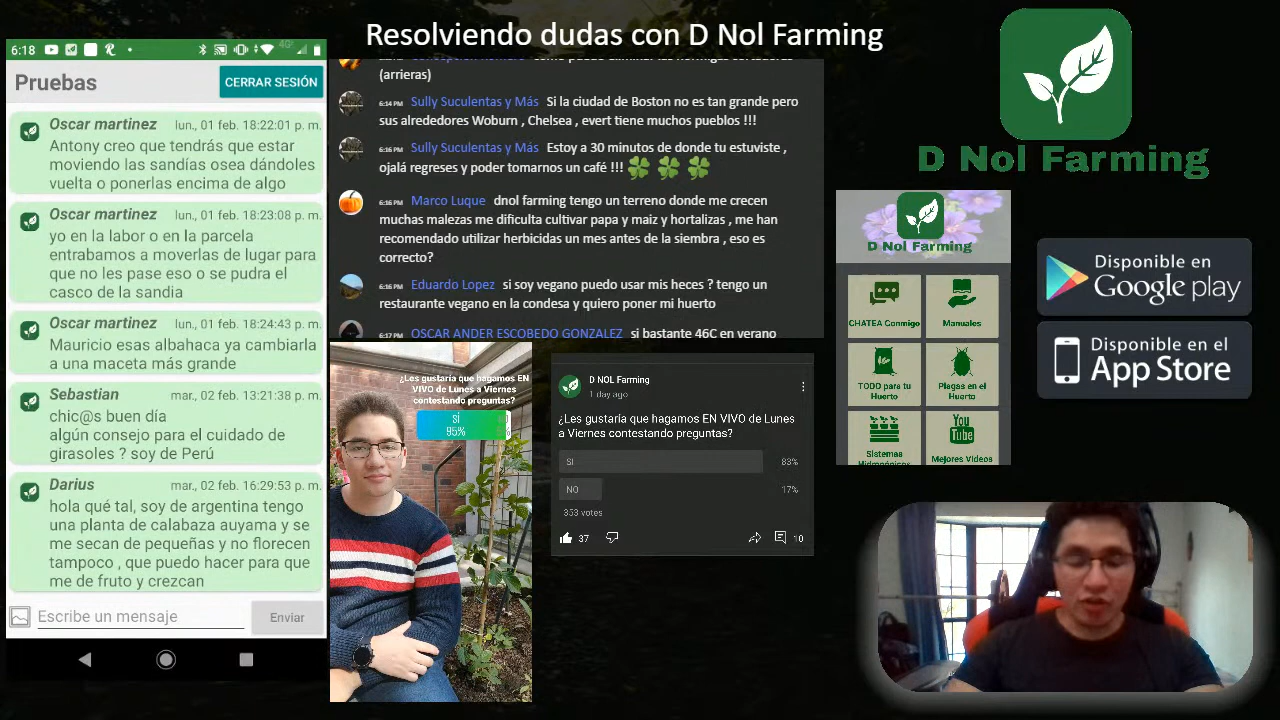 Resolviendo dudas con D Nol Farming
6:18
4G
Pruebas
CERRAR SESIÓN
Oscar martinez lun., 01 feb. 18:22:01 p. m.
Antony creo que tendrás que estar
moviendo las sandías osea dándoles
vuelta o ponerlas encima de algo
Oscar martinez lun., 01 feb. 18:23:08 p. m.
yo en la labor o en la parcela
entrabamos a moverlas de lugar para
que no les pase eso o se pudra el
casco de la sandia
Oscar martinez lun., 01 feb. 18:24:43 p. m.
Mauricio esas albahaca ya cambiarla
a una maceta más grande
Sebastian mar., 02 feb. 13:21:38 p. m.
chic@s buen día
algún consejo para el cuidado de
girasoles ? soy de Perú
Darius mar., 02 feb. 16:29:53 p. m.
hola qué tal, soy de argentina tengo
una planta de calabaza auyama y se
me secan de pequeñas y no florecen
tampoco , que puedo hacer para que
me de fruto y crezcan
Escribe un mensaje
Enviar
(arrieras)
6:14 PM Sully Suculentas y Más Si la ciudad de Boston no es tan grande pero
sus alrededores Woburn , Chelsea , evert tiene muchos pueblos !!!
6:16 PM Sully Suculentas y Más Estoy a 30 minutos de donde tu estuviste ,
ojalá regreses y poder tomarnos un café !!!
6:16 PM Marco Luque dnol farming tengo un terreno donde me crecen
muchas malezas me dificulta cultivar papa y maiz y hortalizas , me han
recomendado utilizar herbicidas un mes antes de la siembra , eso es
correcto?
6:16 PM Eduardo Lopez si soy vegano puedo usar mis heces ? tengo un
restaurante vegano en la condesa y quiero poner mi huerto
6:17 PM OSCAR ANDER ESCOBEDO GONZALEZ si bastante 46C en verano
¿Les gustaría que hagamos EN
VIVO de Lunes a Viernes
contestando preguntas?
SÍ
95%
D NOL Farming
1 day ago
¿Les gustaría que hagamos EN VIVO de Lunes
a Viernes contestando preguntas?
SI 83%
NO 17%
353 votes
37
10
D Nol Farming
D Nol Farming
CHATEA Conmigo
Manuales
TODO para tu
Huerto
Plagas en el
Huerto
Sistemas
Hidropónicos
You
Tube
Mejores Videos
Disponible en
Google play
Disponible en el
App Store